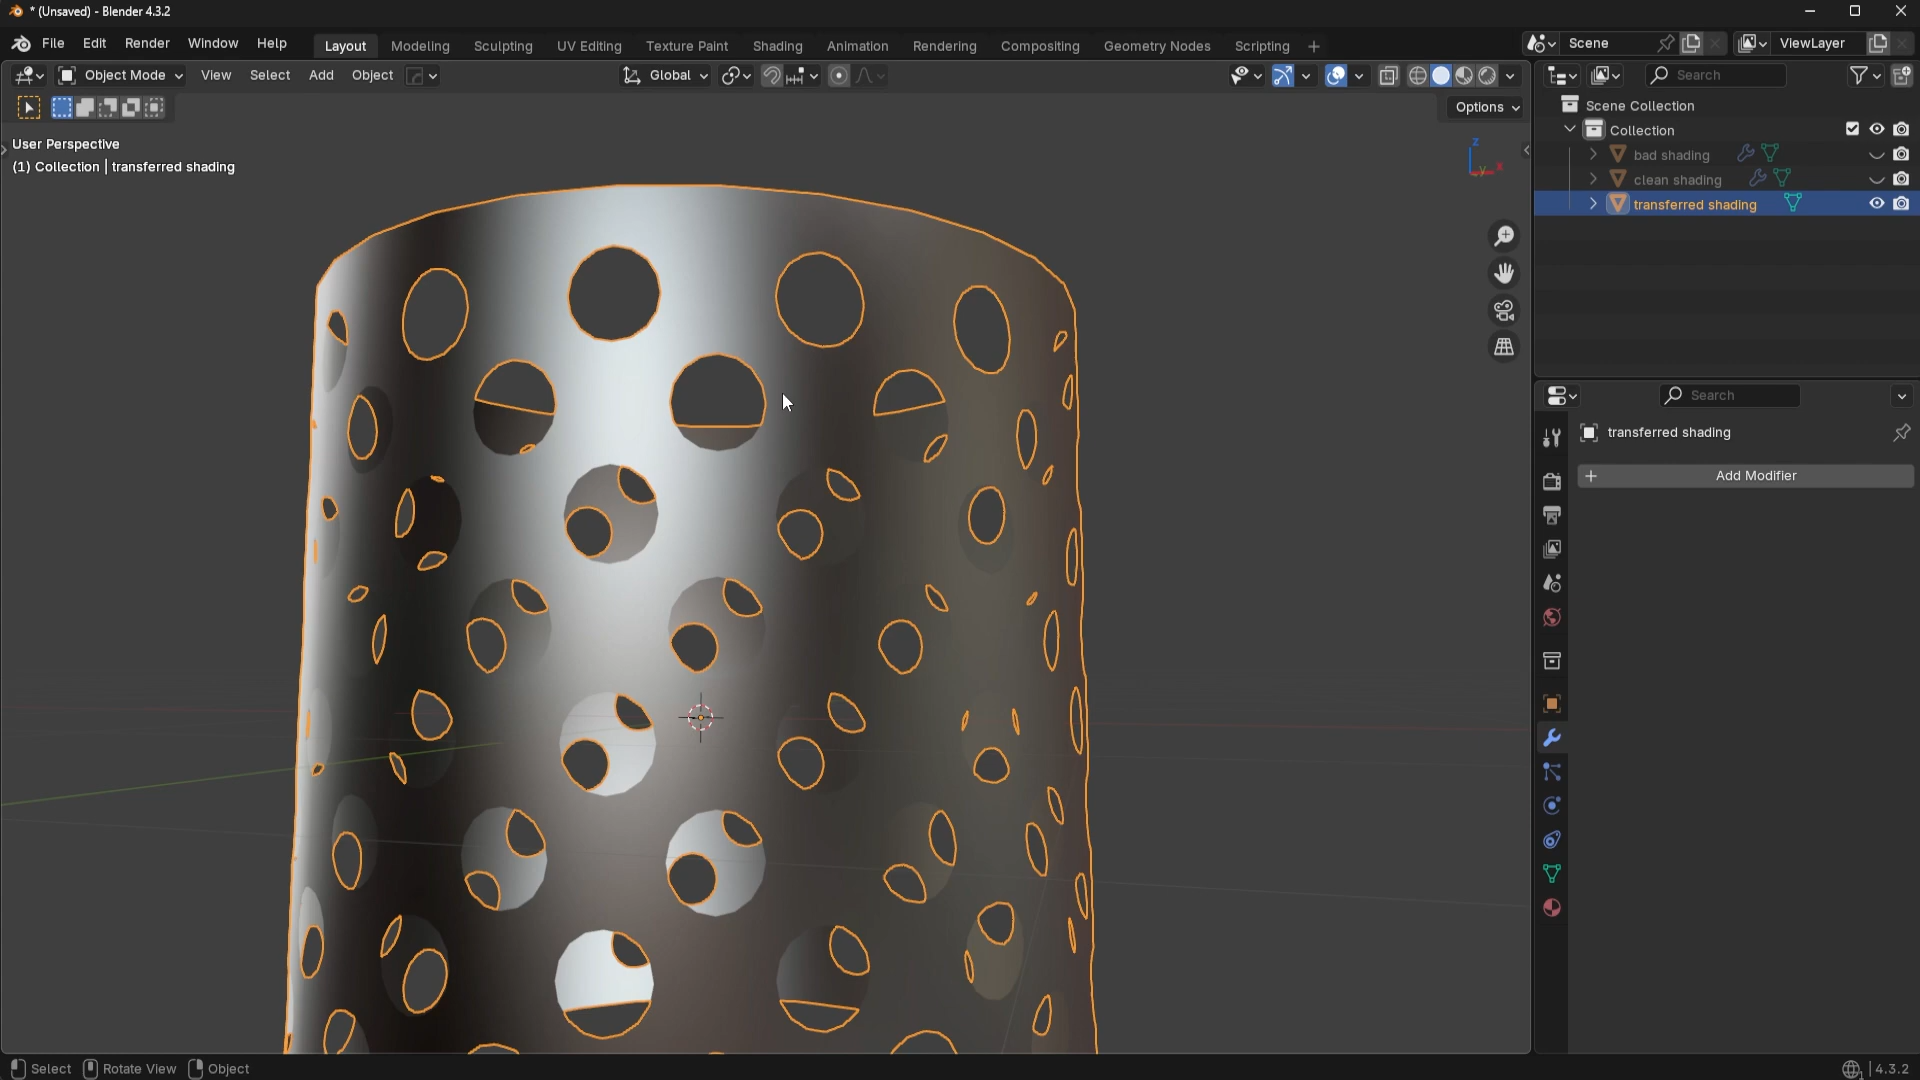 * (Unsaved) - Blender 4.3.2
File Edit Render Window Help Layout Modeling Sculpting UV Editing Texture Paint Shading Animation Rendering Compositing Geometry Nodes Scripting + Scene ViewLayer
Object Mode View Select Add Object Global Search
Options
User Perspective
(1) Collection | transferred shading
Scene Collection
Collection
bad shading
clean shading
transferred shading
Z
Y X
Search
transferred shading
+ Add Modifier
Select Rotate View Object 4.3.2